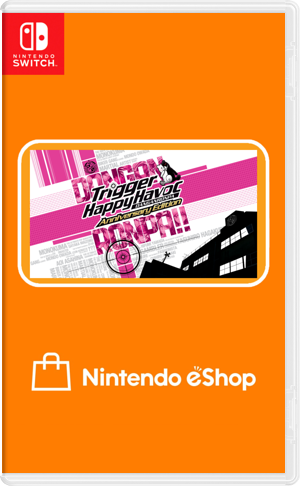 NINTENDO
SWITCH
DANGAN
Trigger
Happy Havoc
Anniversary Edition
RONPA!!
Nintendo eShop